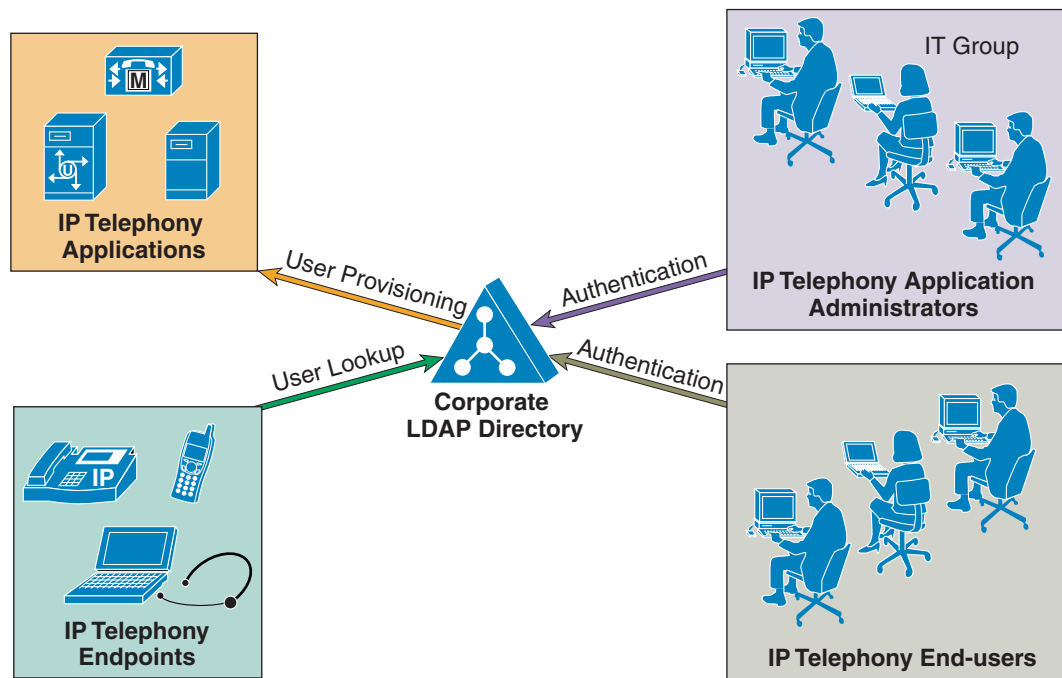 M
U
IP Telephony
Applications
IT Group
IP Telephony Application
Administrators
User Provisioning
Authentication
User Lookup
Authentication
Corporate
LDAP Directory
IP
IP Telephony
Endpoints
IP Telephony End-users